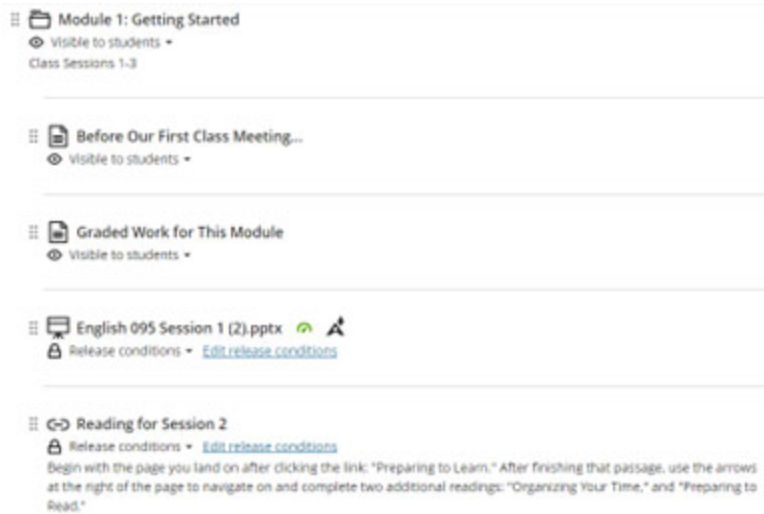 Module 1: Getting Started
Visible to students
Class Sessions 1-3
Before Our First Class Meeting...
Visible to students
Graded Work for This Module
Visible to students
English 095 Session 1 (2).pptx
Release conditions Edit release conditions
Reading for Session 2
Release conditions Edit release conditions
Begin with the page you land on after clicking the link: "Preparing to Learn." After finishing that passage, use the arrows
at the right of the page to navigate on and complete two additional readings: "Organizing Your Time," and "Preparing to
Read."